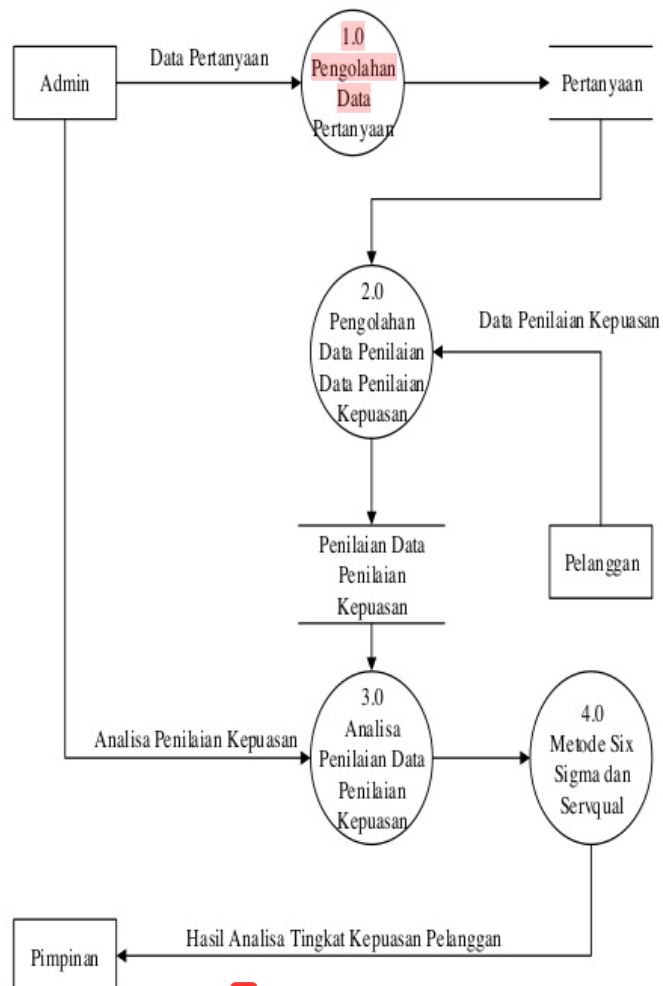 Admin
Data Pertanyaan
1.0
Pengolahan
Data
Pertanyaan
Pertanyaan
2.0
Pengolahan
Data Penilaian
Data Penilaian
Kepuasan
Data Penilaian Kepuasan
Penilaian Data
Penilaian
Kepuasan
Pelanggan
Analisa Penilaian Kepuasan
3.0
Analisa
Penilaian Data
Penilaian
Kepuasan
4.0
Metode Six
Sigma dan
Servqual
Hasil Analisa Tingkat Kepuasan Pelanggan
Pimpinan